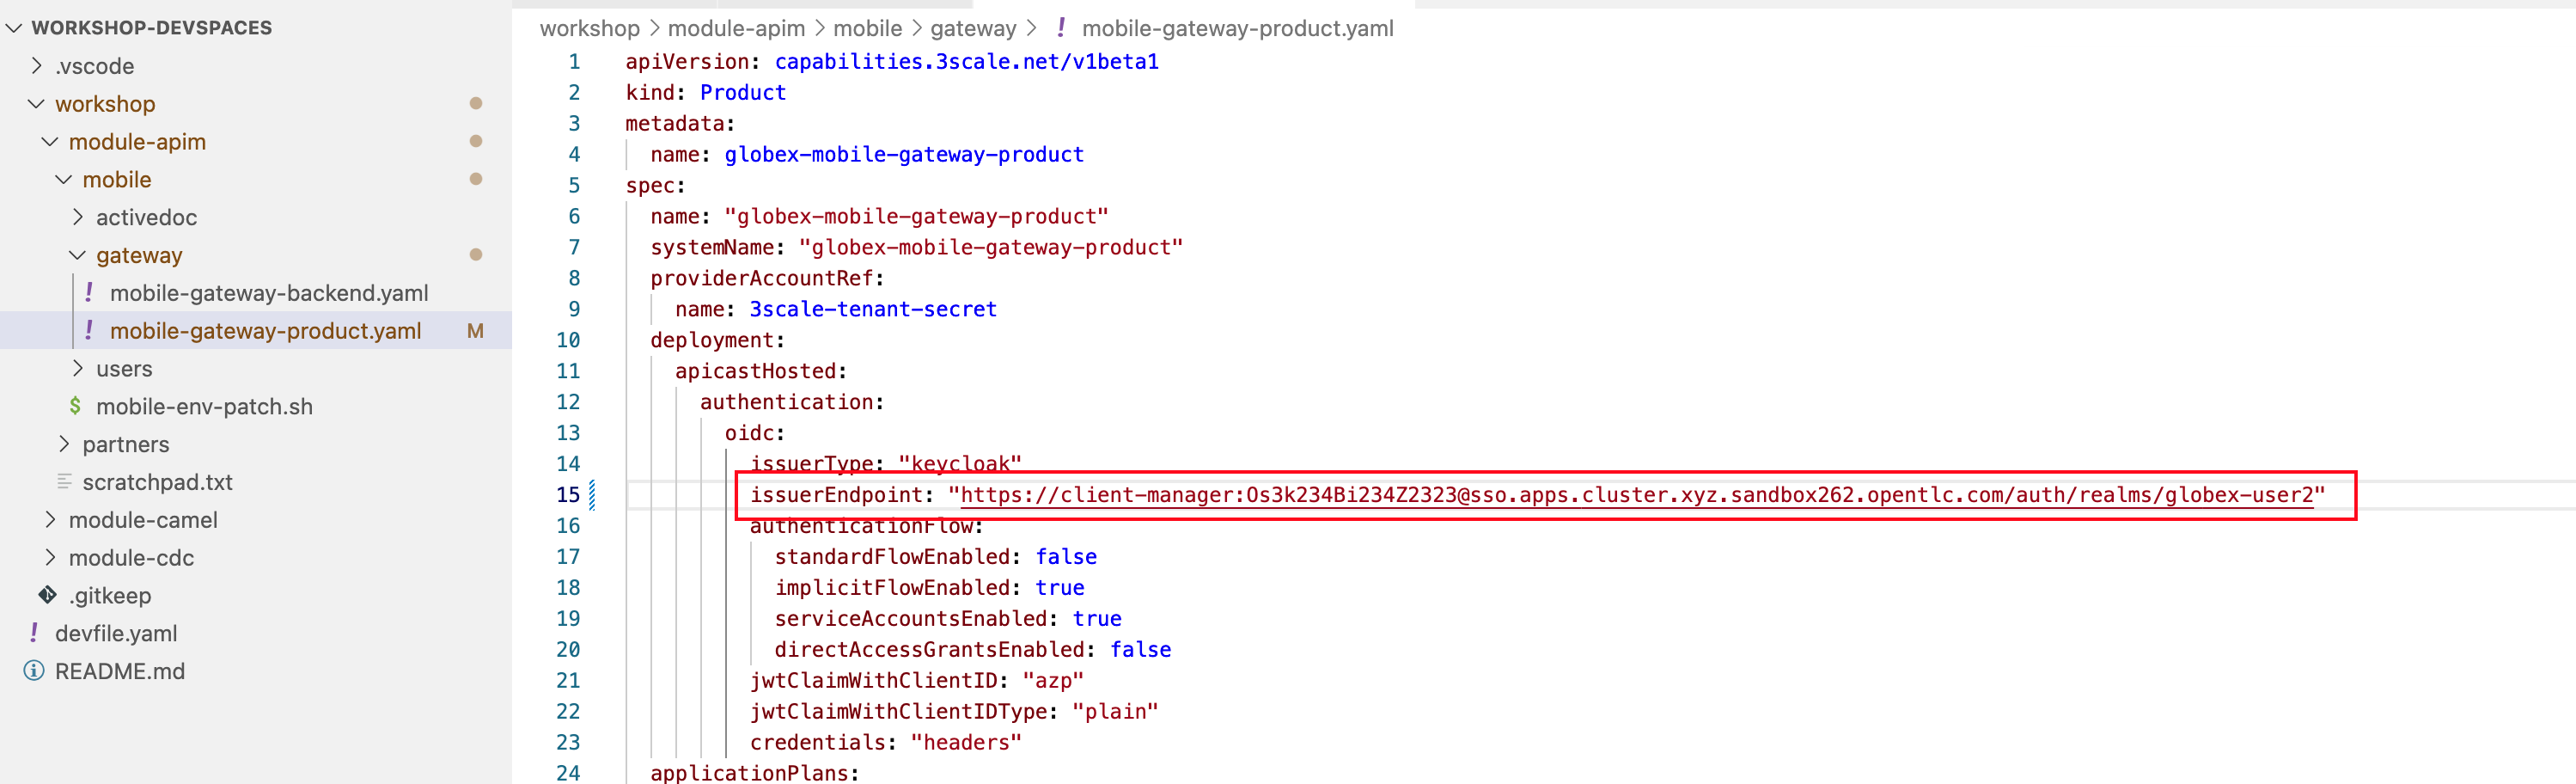 WORKSHOP-DEVSPACES
.vscode
workshop
module-apim
mobile
activedoc
gateway
! mobile-gateway-backend.yaml
! mobile-gateway-product.yaml M
users
$ mobile-env-patch.sh
partners
scratchpad.txt
module-camel
module-cdc
.gitkeep
! devfile.yaml
README.md
workshop > module-apim > mobile > gateway > ! mobile-gateway-product.yaml
1 apiVersion: capabilities.3scale.net/v1beta1
2 kind: Product
3 metadata:
4 name: globex-mobile-gateway-product
5 spec:
6 name: "globex-mobile-gateway-product"
7 systemName: "globex-mobile-gateway-product"
8 providerAccountRef:
9 name: 3scale-tenant-secret
10 deployment:
11 apicastHosted:
12 authentication:
13 oidc:
14 issuerType: "keycloak"
15 issuerEndpoint: "https://client-manager:Os3k234Bi234Z2323@sso.apps.cluster.xyz.sandbox262.opentlc.com/auth/realms/globex-user2"
16 authenticationFlow:
17 standardFlowEnabled: false
18 implicitFlowEnabled: true
19 serviceAccountsEnabled: true
20 directAccessGrantsEnabled: false
21 jwtClaimWithClientID: "azp"
22 jwtClaimWithClientIDType: "plain"
23 credentials: "headers"
24 applicationPlans: